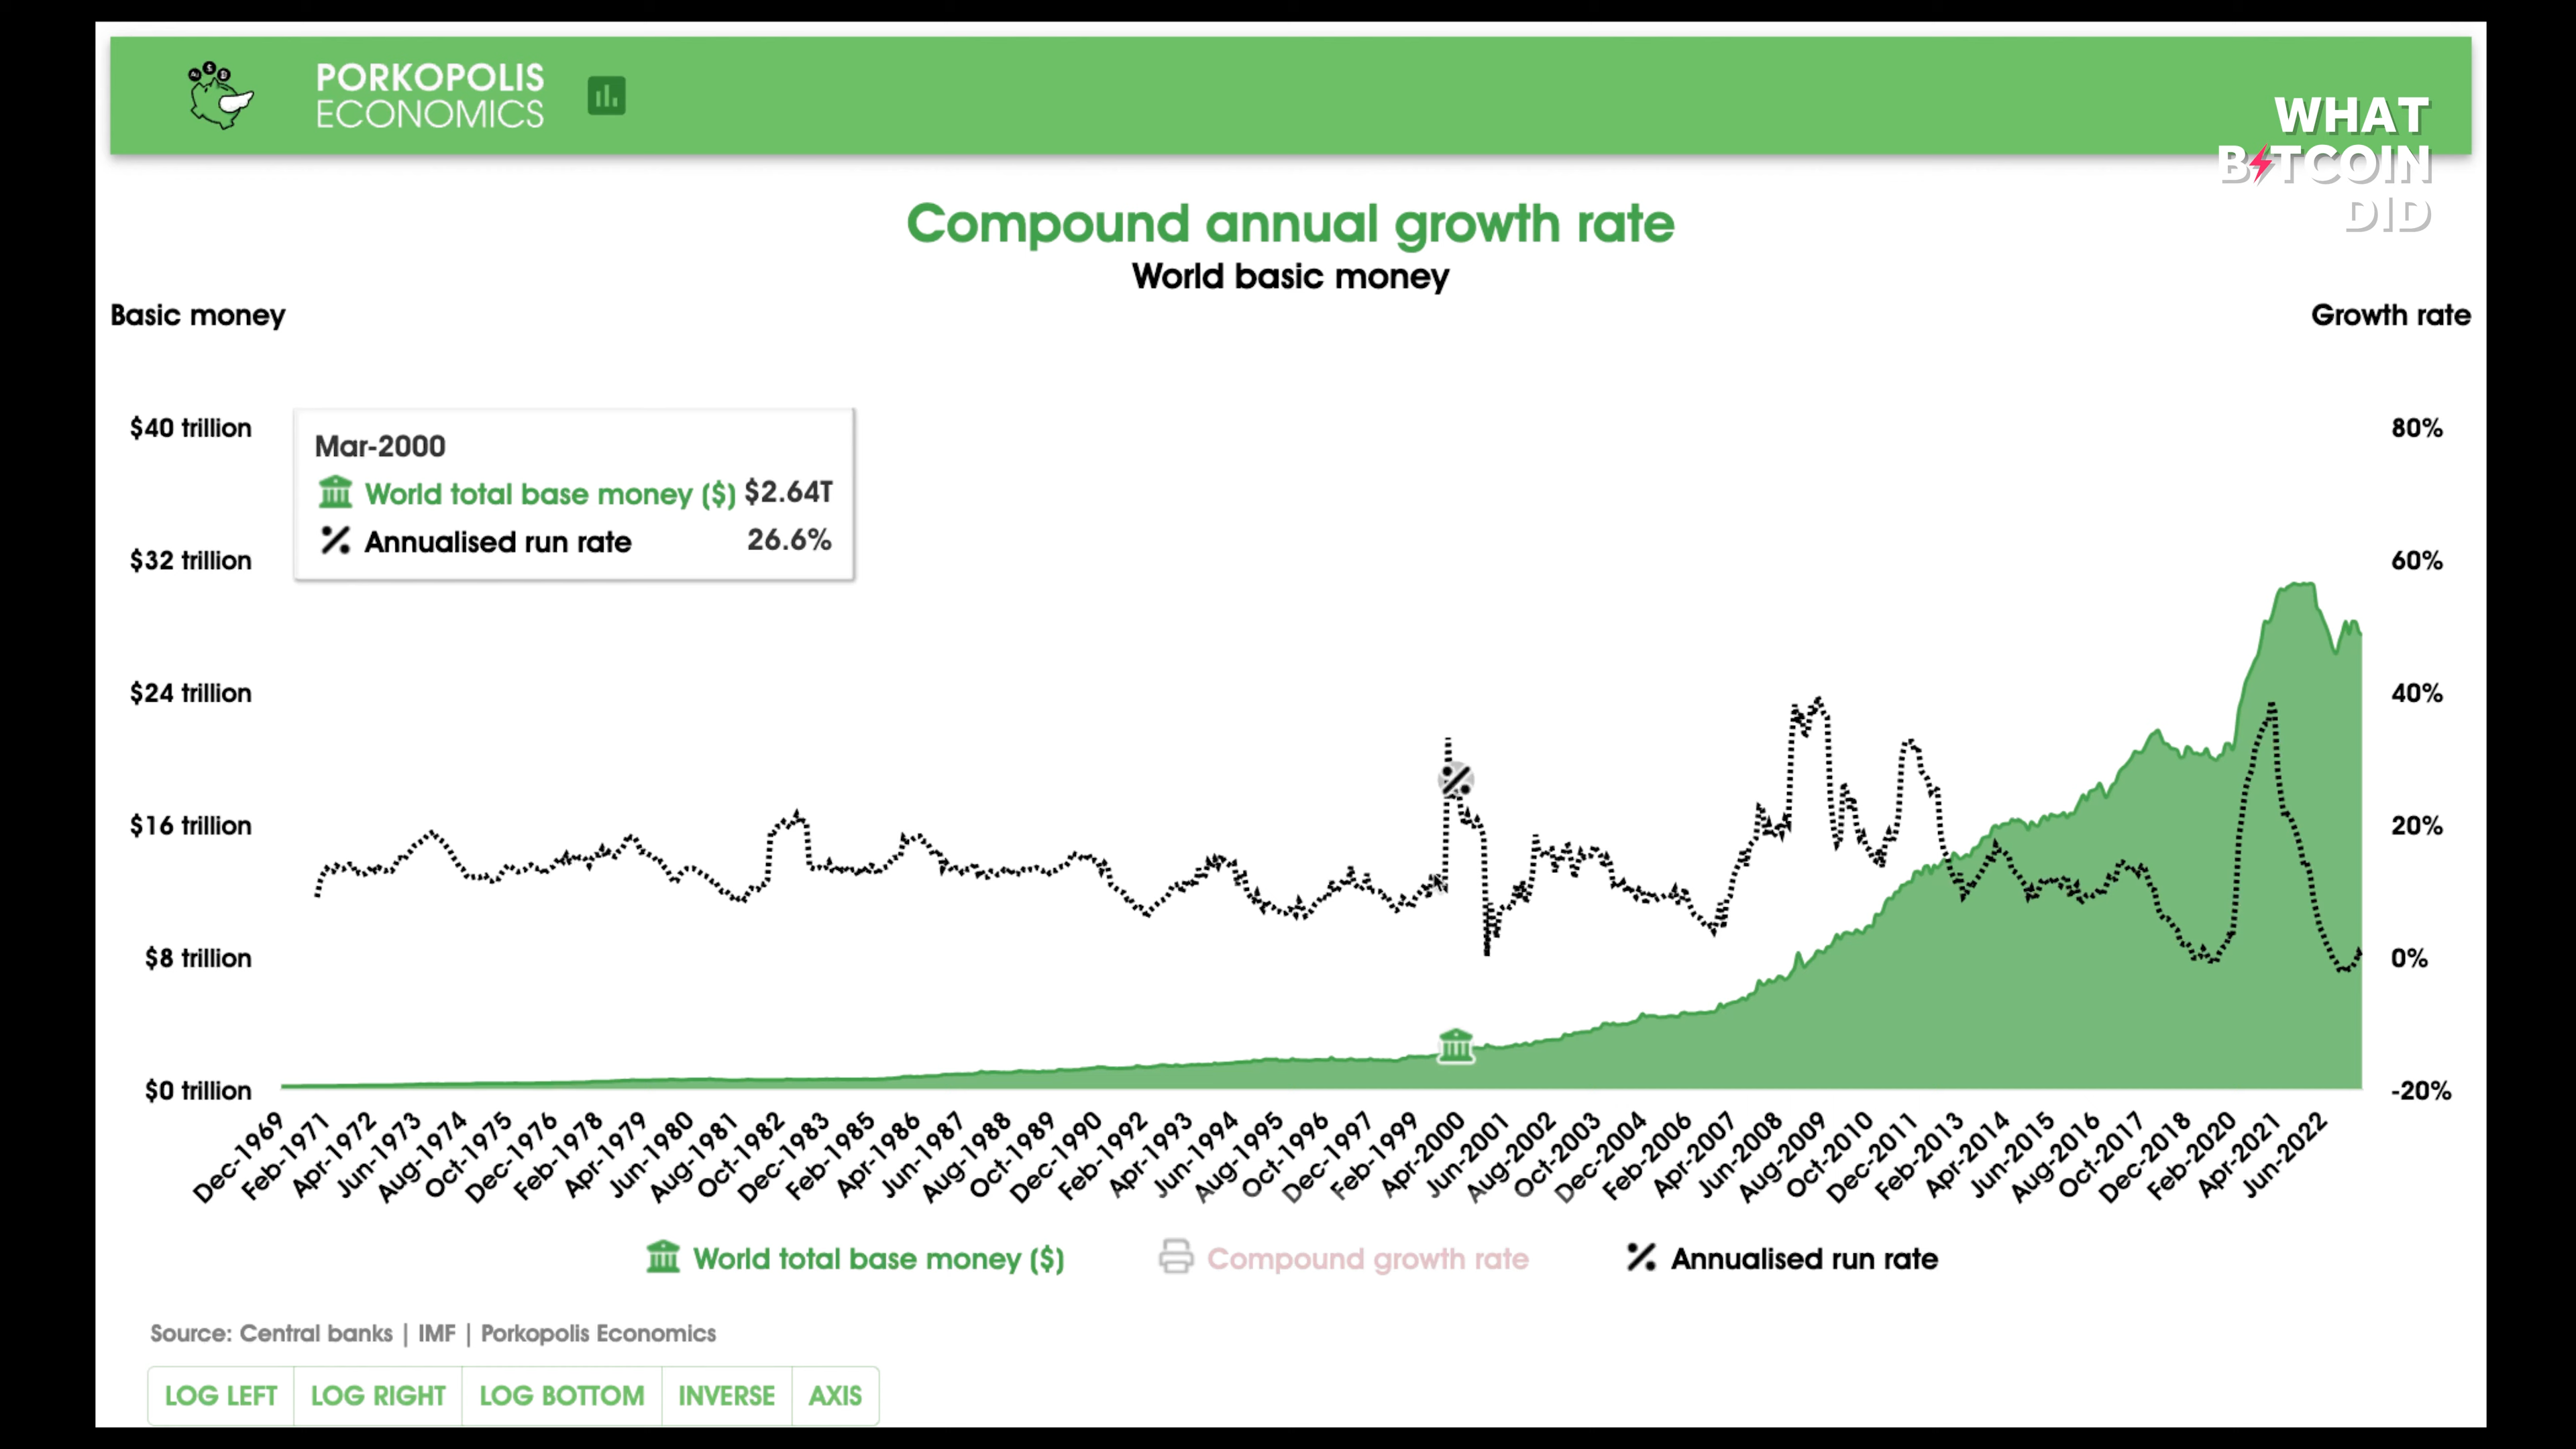 PORKOPOLIS
ECONOMICS
WHAT
BTCOIN
DID
Compound annual growth rate
World basic money
Basic money
Growth rate
$40 trillion
80%
Mar-2000
World total base money ($) $2.64T
Annualised run rate 26.6%
$32 trillion
60%
$24 trillion
40%
$16 trillion
20%
$8 trillion
0%
$0 trillion
-20%
Dec-1969
Feb-1971
Apr-1972
Jun-1973
Aug-1974
Oct-1975
Dec-1976
Feb-1978
Apr-1979
Jun-1980
Aug-1981
Oct-1982
Dec-1983
Feb-1985
Apr-1986
Jun-1987
Aug-1988
Oct-1989
Dec-1990
Feb-1992
Apr-1993
Jun-1994
Aug-1995
Oct-1996
Dec-1997
Feb-1999
Apr-2000
Jun-2001
Aug-2002
Oct-2003
Dec-2004
Feb-2006
Apr-2007
Jun-2008
Aug-2009
Oct-2010
Dec-2011
Feb-2013
Apr-2014
Jun-2015
Aug-2016
Oct-2017
Dec-2018
Feb-2020
Apr-2021
Jun-2022
World total base money ($)
Compound growth rate
Annualised run rate
Source: Central banks | IMF | Porkopolis Economics
LOG LEFT
LOG RIGHT
LOG BOTTOM
INVERSE
AXIS